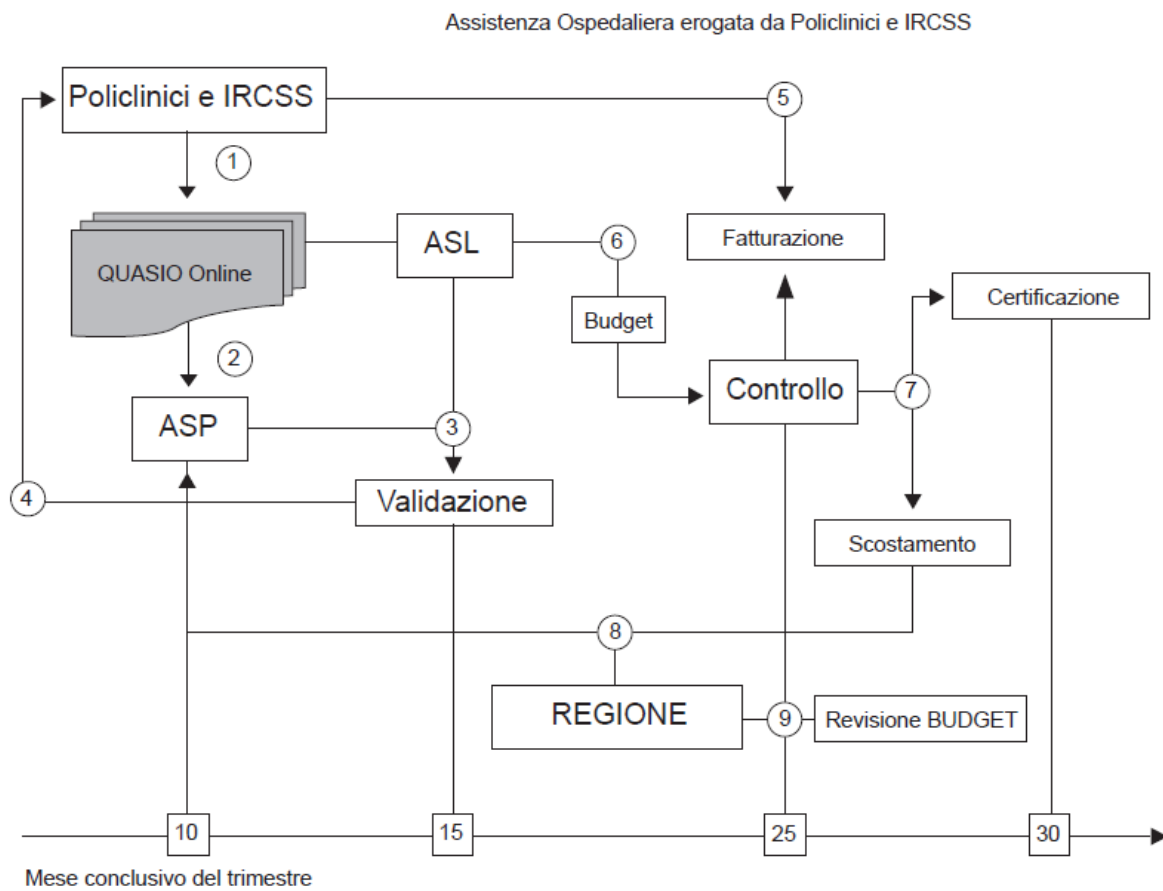 Assistenza Ospedaliera erogata da Policlinici e IRCSS
Policlinici e IRCSS
5
1
QUASIO Online
ASL
6
Fatturazione
Budget
Certificazione
2
Controllo
7
ASP
3
4
Validazione
Scostamento
8
REGIONE
9
Revisione BUDGET
10
15
25
30
Mese conclusivo del trimestre